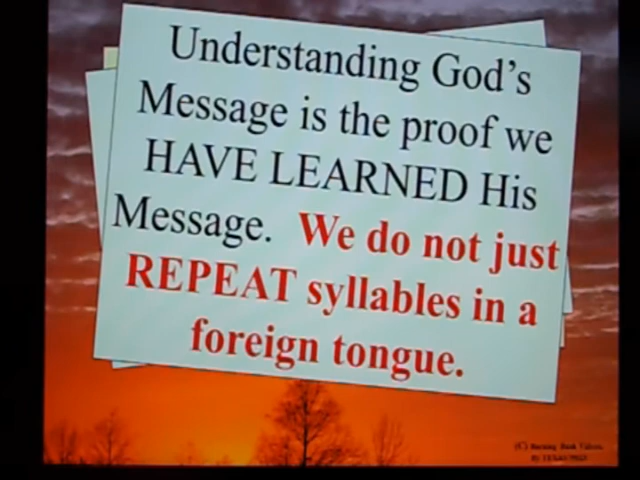 Understanding God's
Message is the proof we
HAVE LEARNED His
Message. We do not just
REPEAT syllables in a
foreign tongue.
(C)